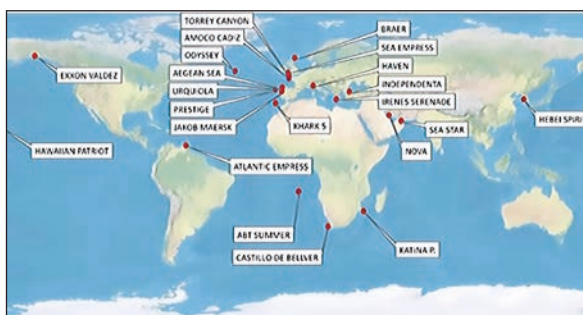 TORREY CANYON
AMOCO CADIZ
ODYSSEY
AEGEAN SEA
URQUIOLA
PRESTIGE
JAKOB MAERSK
BRAER
SEA EMPRESS
HAVEN
INDEPENDENTA
IRENES SERENADE
KHARK 5
EXXON VALDEZ
HAWAIIAN PATRIOT
ATLANTIC EMPRESS
ABT SUMMER
CASTILLO DE BELLVER
KATINA P.
NOVA
SEA STAR
HEBEI SPIRI